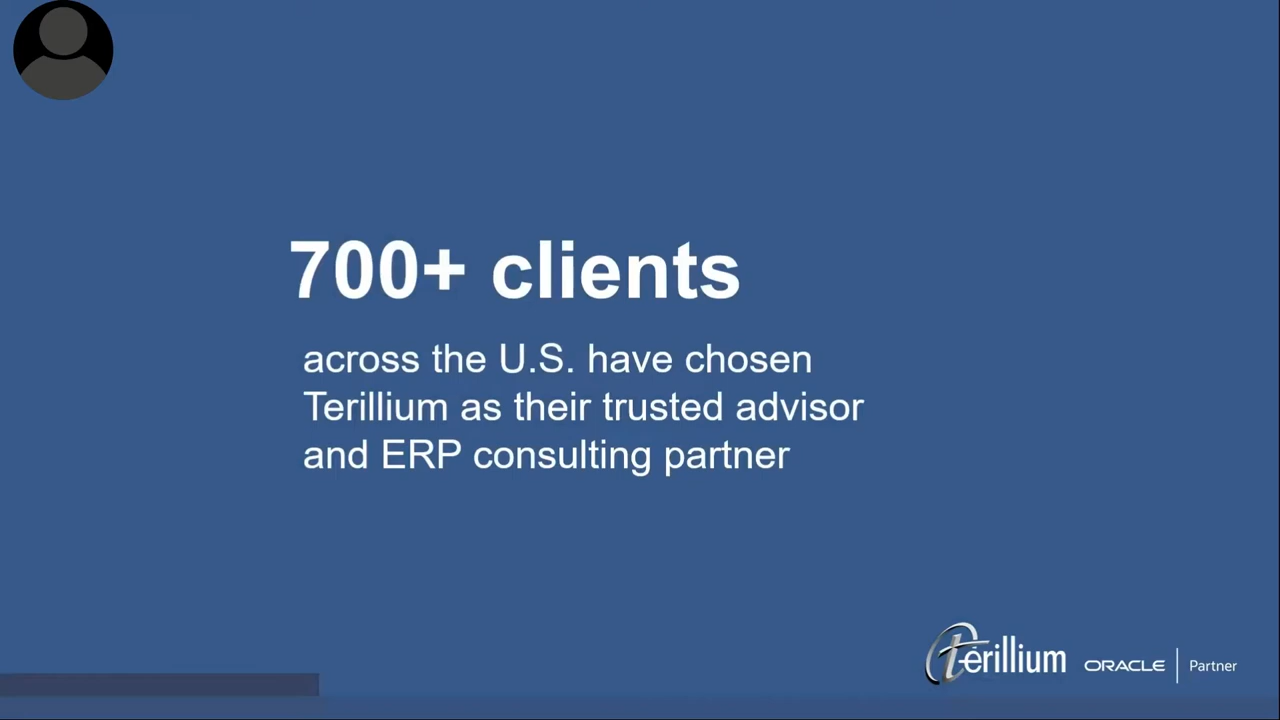 700+ clients
across the U.S. have chosen
Terillium as their trusted advisor
and ERP consulting partner
terillium ORACLE | Partner